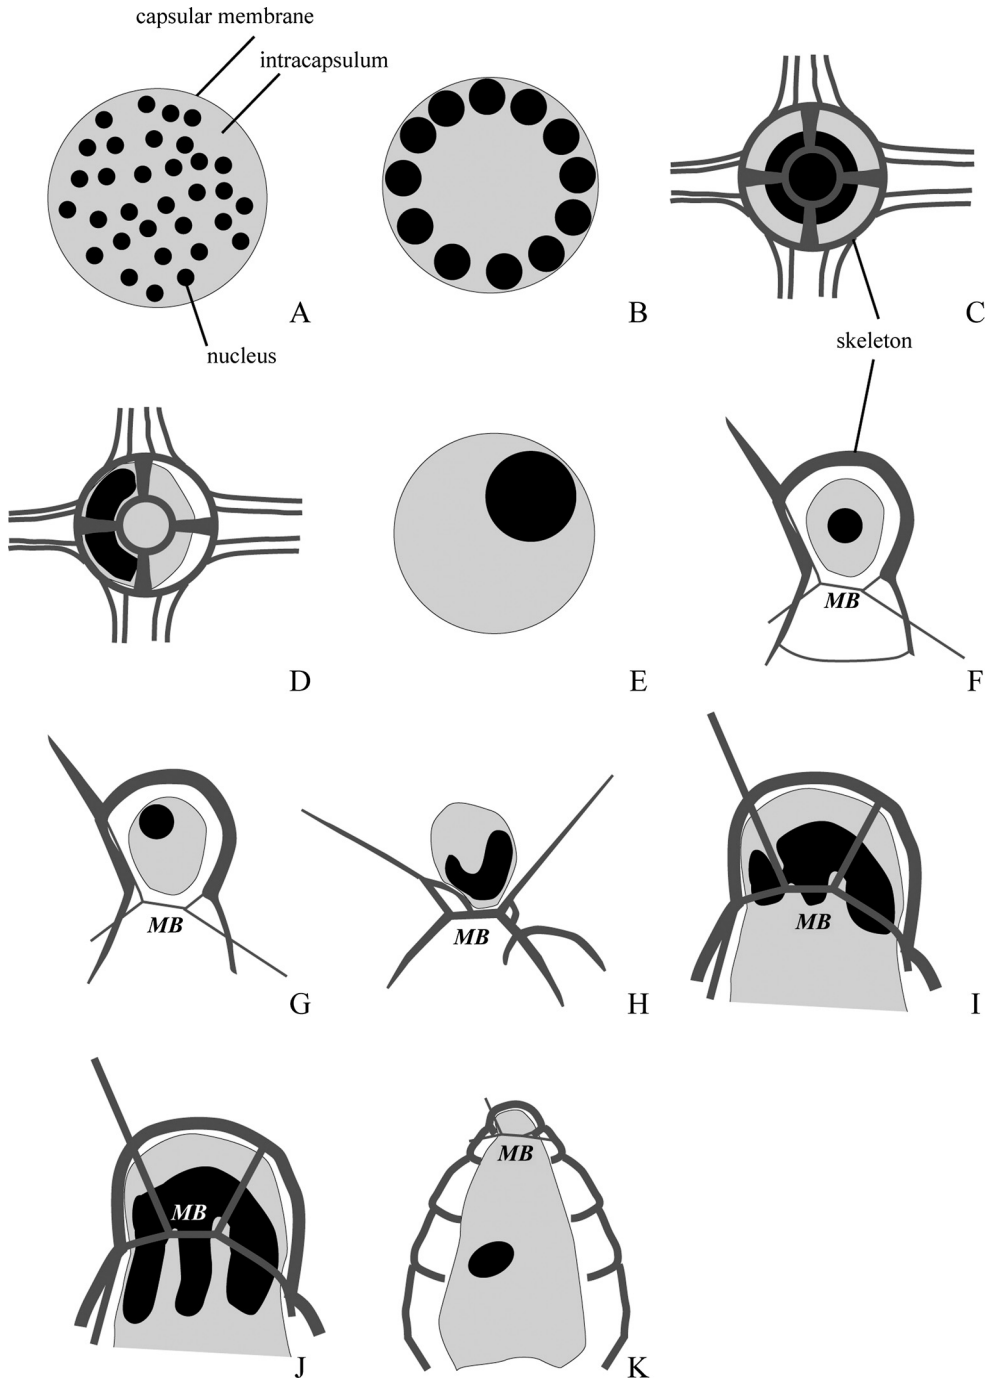 capsular membrane
intracapsulum
A
B
C
nucleus
skeleton
MB
D
E
F
MB
MB
MB
G
H
I
MB
MB
J
K